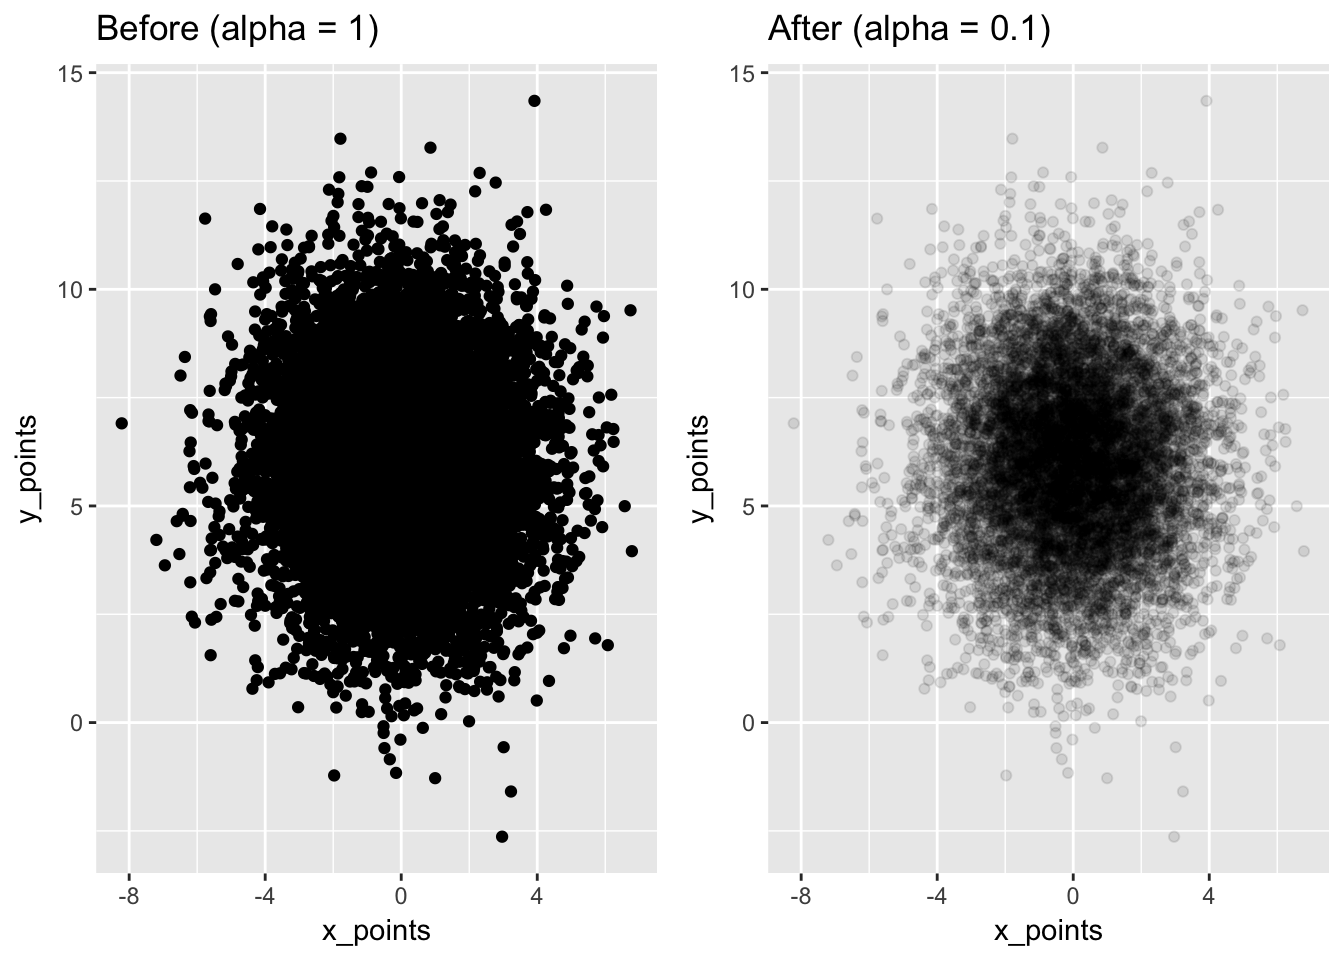 Before (alpha = 1)
15
10
5
0
y_points
-8 -4 0 4
x_points
After (alpha = 0.1)
15
10
5
0
y_points
-8 -4 0 4
x_points